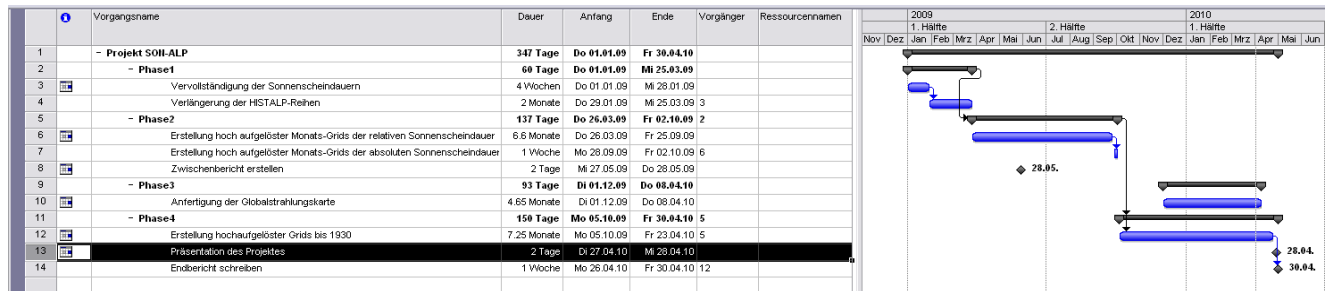 Vorgangsname Dauer Anfang Ende Vorgänger Ressourcennamen 2009 2010
1. Hälfte 2. Hälfte 1. Hälfte
Nov Dez Jan Feb Mrz Apr Mai Jun Jul Aug Sep Okt Nov Dez Jan Feb Mrz Apr Mai Jun
1 − Projekt SOH-ALP 347 Tage Do 01.01.09 Fr 30.04.10
2 − Phase1 60 Tage Do 01.01.09 Mi 25.03.09
3 Vervollständigung der Sonnenscheindauern 4 Wochen Do 01.01.09 Mi 28.01.09
4 Verlängerung der HISTALP-Reihen 2 Monate Do 29.01.09 Mi 25.03.09 3
5 − Phase2 137 Tage Do 26.03.09 Fr 02.10.09 2
6 Erstellung hoch aufgelöster Monats-Grids der relativen Sonnenscheindauer 6.6 Monate Do 26.03.09 Fr 25.09.09
7 Erstellung hoch aufgelöster Monats-Grids der absoluten Sonnenscheindauer 1 Woche Mo 28.09.09 Fr 02.10.09 6
8 Zwischenbericht erstellen 2 Tage Mi 27.05.09 Do 28.05.09 28.05.
9 − Phase3 93 Tage Di 01.12.09 Do 08.04.10
10 Anfertigung der Globalstrahlungskarte 4.65 Monate Di 01.12.09 Do 08.04.10
11 − Phase4 150 Tage Mo 05.10.09 Fr 30.04.10 5
12 Erstellung hochaufgelöster Grids bis 1930 7.25 Monate Mo 05.10.09 Fr 23.04.10 5
13 Präsentation des Projektes 2 Tage Di 27.04.10 Mi 28.04.10 28.04.
14 Endbericht schreiben 1 Woche Mo 26.04.10 Fr 30.04.10 12 30.04.